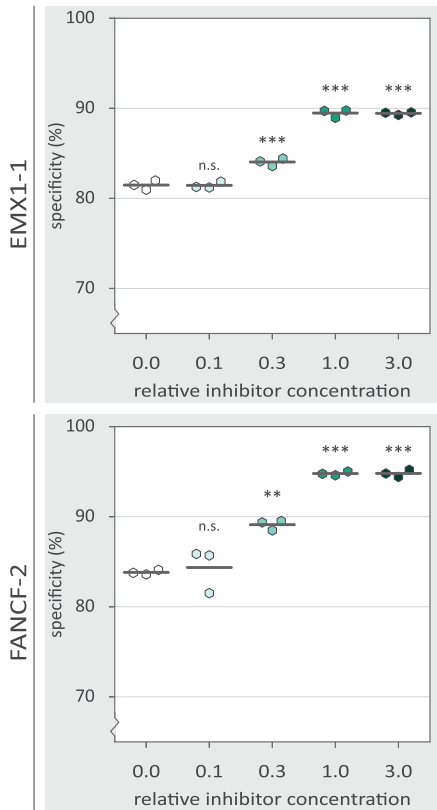 EMX1-1
specificity (%)
100
90
80
70
n.s.
***
***
***
0.0 0.1 0.3 1.0 3.0
relative inhibitor concentration
FANCF-2
specificity (%)
100
90
80
70
n.s.
**
***
***
0.0 0.1 0.3 1.0 3.0
relative inhibitor concentration